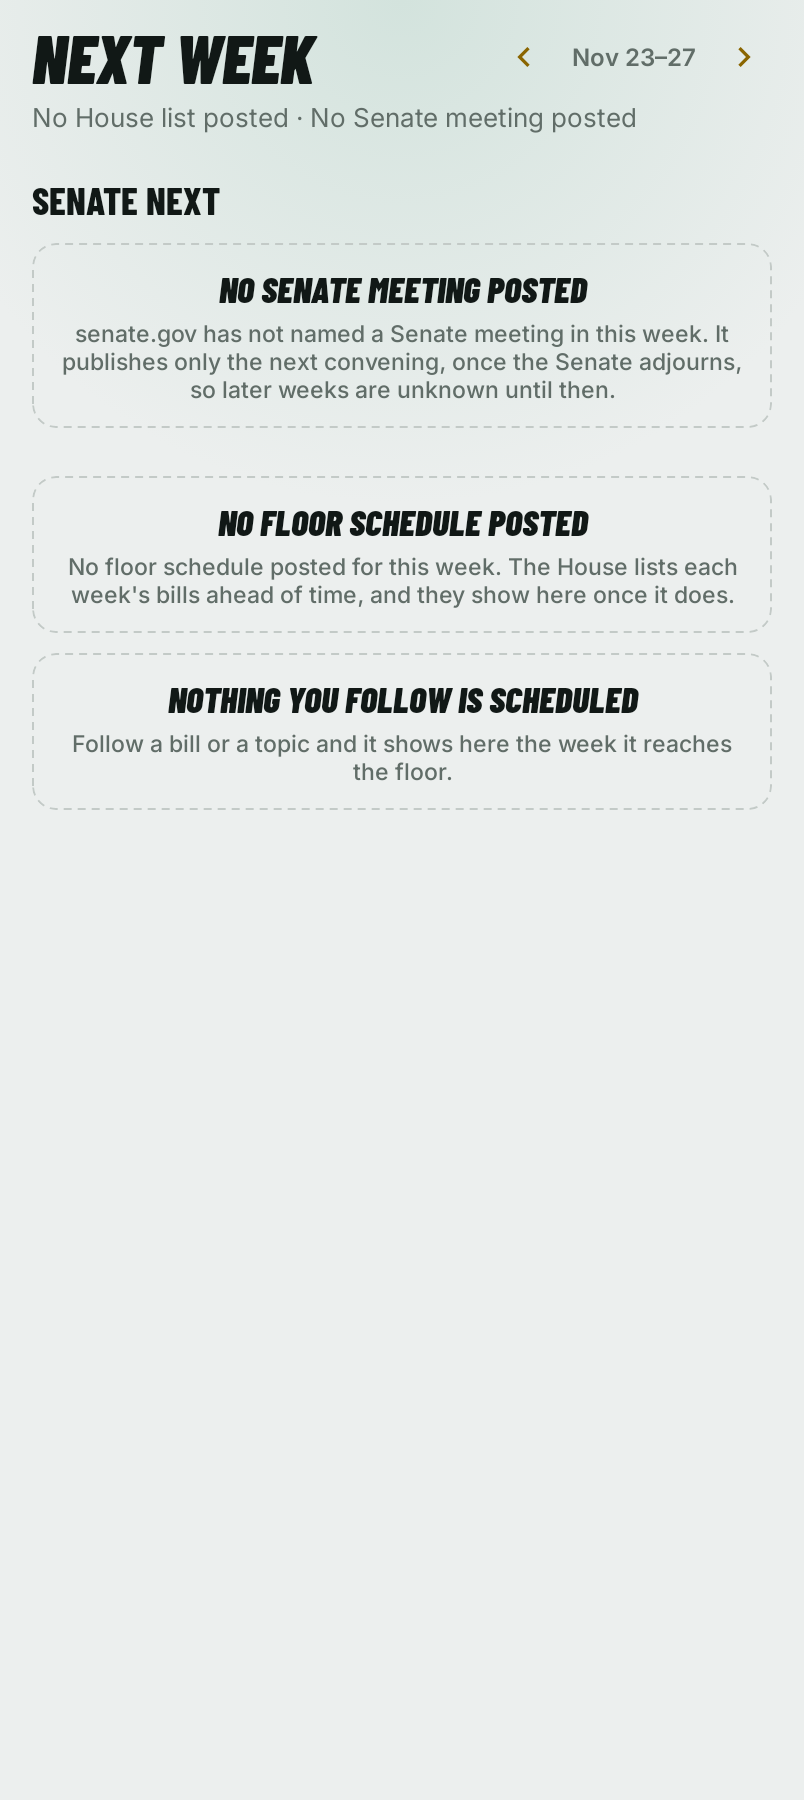 NEXT WEEK
Nov 23–27
No House list posted · No Senate meeting posted
SENATE NEXT
NO SENATE MEETING POSTED
senate.gov has not named a Senate meeting in this week. It
publishes only the next convening, once the Senate adjourns,
so later weeks are unknown until then.
NO FLOOR SCHEDULE POSTED
No floor schedule posted for this week. The House lists each
week's bills ahead of time, and they show here once it does.
NOTHING YOU FOLLOW IS SCHEDULED
Follow a bill or a topic and it shows here the week it reaches
the floor.